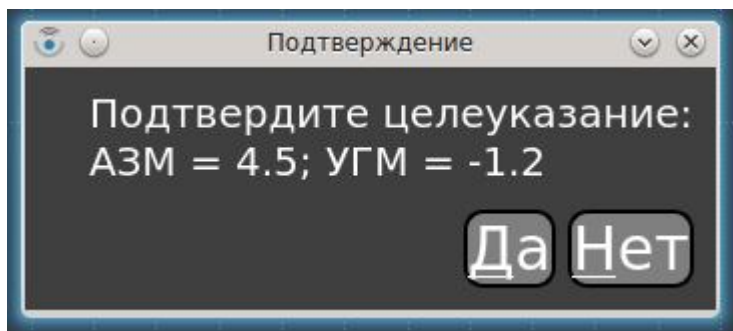 Подтверждение
Подтвердите целеуказание:
АЗМ = 4.5; УГМ = -1.2
Да Нет